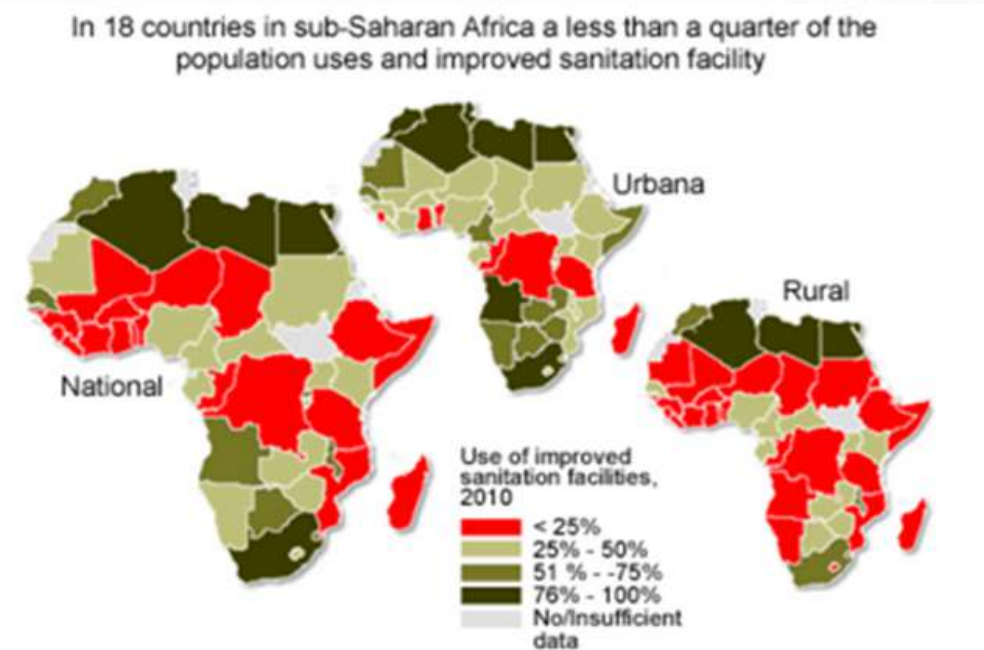 In 18 countries in sub-Saharan Africa a less than a quarter of the
population uses and improved sanitation facility
Urbana
Rural
National
Use of improved
sanitation facilities,
2010
< 25%
25% - 50%
51 % - -75%
76% - 100%
No/Insufficient
data